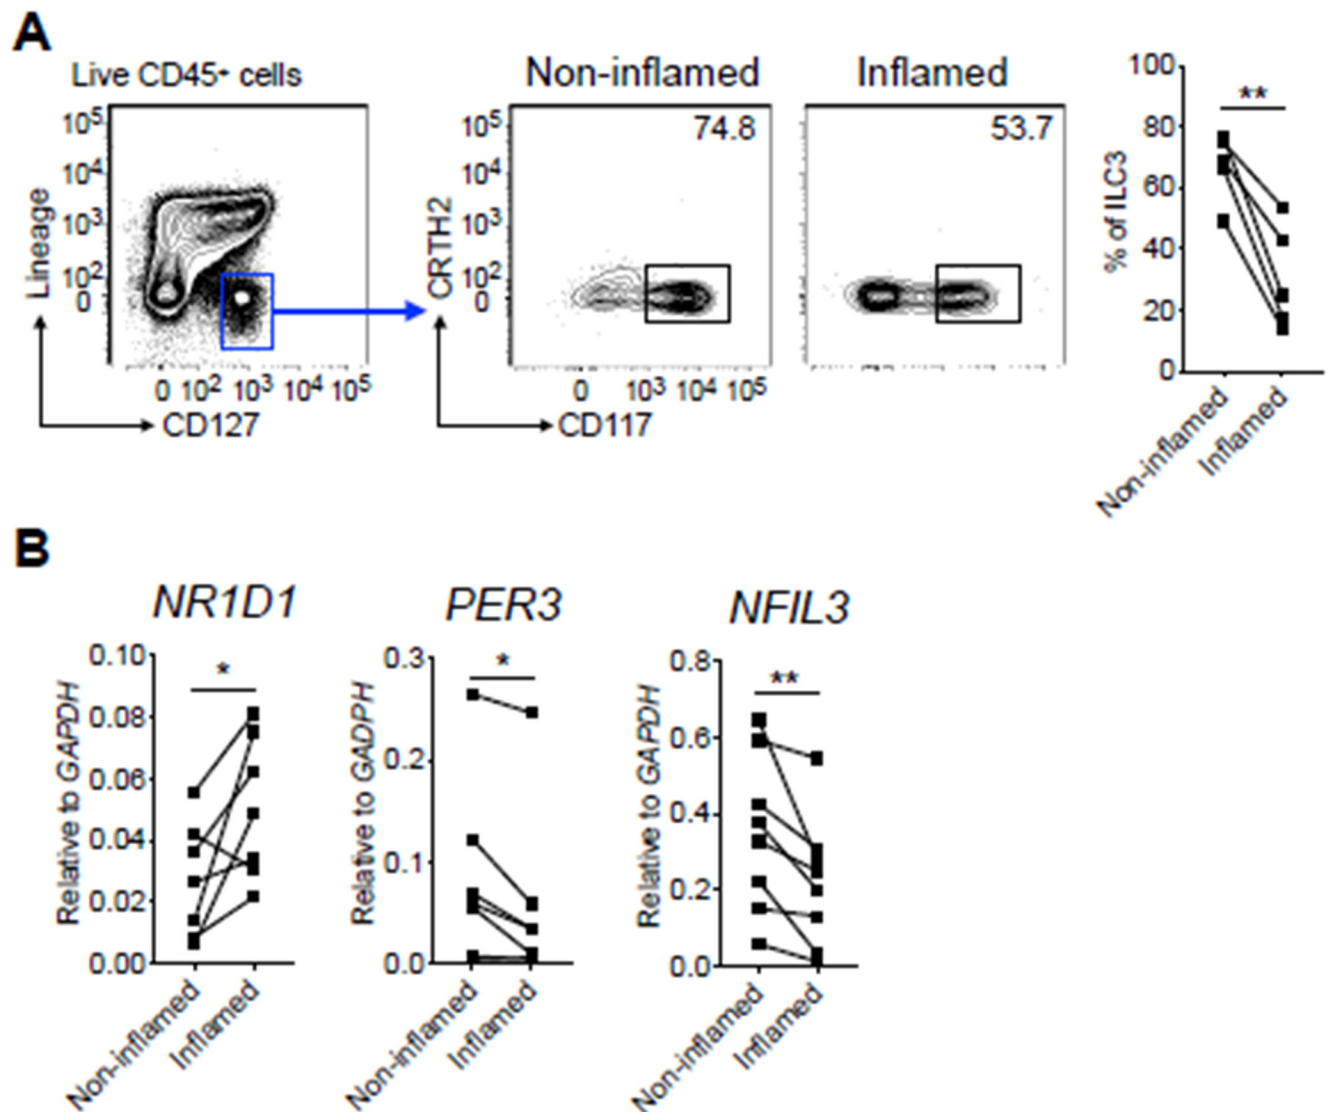 A
Live CD45+ cells
Non-inflamed
Inflamed
Lineage
10⁵
10⁴
10³
10²
0
0 10² 10³ 10⁴ 10⁵
CD127
CRTH2
10⁵
10⁴
10³
10²
0
74.8
0 10³ 10⁴ 10⁵
CD117
53.7
% of ILC3
100
80
60
40
20
0
**
Non-inflamed
Inflamed
B
NR1D1
Relative to GAPDH
0.10
0.08
0.06
0.04
0.02
0.00
*
Non-inflamed
Inflamed
PER3
Relative to GADPH
0.3
0.2
0.1
0.0
*
Non-inflamed
Inflamed
NFIL3
Relative to GAPDH
0.8
0.6
0.4
0.2
0.0
**
Non-inflamed
Inflamed